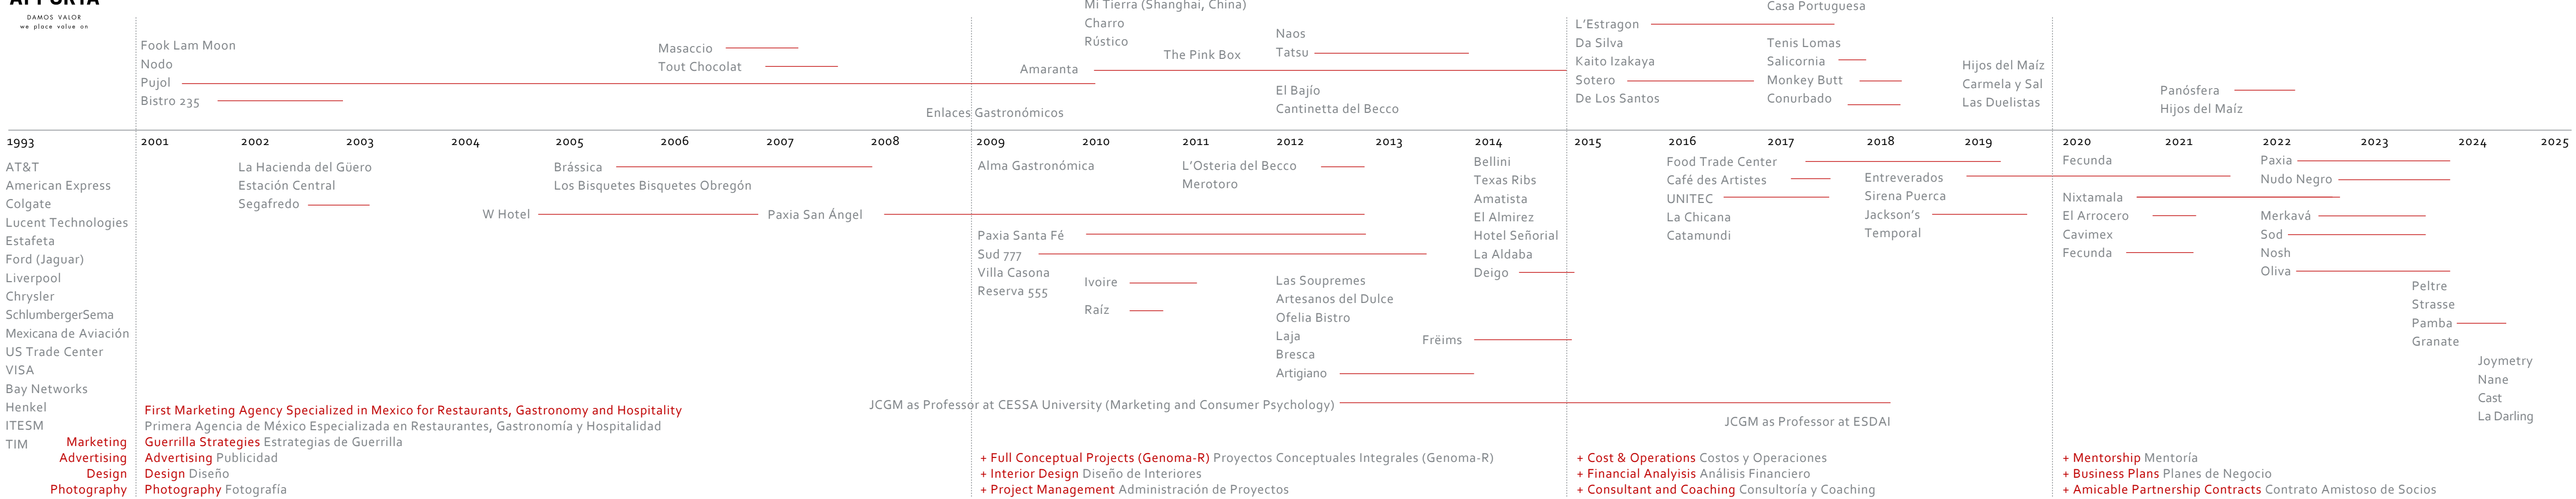 DAMOS VALOR
we place value on
Fook Lam Moon
Nodo
Pujol
Bistro 235
Masaccio
Tout Chocolat
Enlaces Gastronómicos
Mi Tierra (Shanghai, China)
Charro
Rústico
Amaranta
The Pink Box
Naos
Tatsu
El Bajío
Cantinetta del Becco
L’Estragon
Da Silva
Kaito Izakaya
Sotero
De Los Santos
Casa Portuguesa
Tenis Lomas
Salicornia
Monkey Butt
Conurbado
Hijos del Maíz
Carmela y Sal
Las Duelistas
Panósfera
Hijos del Maíz
1993 2001 2002 2003 2004 2005 2006 2007 2008 2009 2010 2011 2012 2013 2014 2015 2016 2017 2018 2019 2020 2021 2022 2023 2024 2025
AT&T
American Express
Colgate
Lucent Technologies
Estafeta
Ford (Jaguar)
Liverpool
Chrysler
SchlumbergerSema
Mexicana de Aviación
US Trade Center
VISA
Bay Networks
Henkel
ITESM
TIM
Marketing
Advertising
Design
Photography
La Hacienda del Güero
Estación Central
Segafredo
W Hotel
Brássica
Los Bisquetes Bisquetes Obregón
Paxia San Ángel
Alma Gastronómica
Paxia Santa Fé
Sud 777
Villa Casona
Reserva 555
Ivoire
Raíz
L’Osteria del Becco
Merotoro
Las Soupremes
Artesanos del Dulce
Ofelia Bistro
Laja
Bresca
Artigiano
Frëims
Bellini
Texas Ribs
Amatista
El Almirez
Hotel Señorial
La Aldaba
Deigo
Food Trade Center
Café des Artistes
UNITEC
La Chicana
Catamundi
Entreverados
Sirena Puerca
Jackson’s
Temporal
Fecunda
Nixtamala
El Arrocero
Cavimex
Fecunda
Paxia
Nudo Negro
Merkavá
Sod
Nosh
Oliva
Peltre
Strasse
Pamba
Granate
Joymetry
Nane
Cast
La Darling
JCGM as Professor at CESSA University (Marketing and Consumer Psychology)
JCGM as Professor at ESDAI
First Marketing Agency Specialized in Mexico for Restaurants, Gastronomy and Hospitality
Primera Agencia de México Especializada en Restaurantes, Gastronomía y Hospitalidad
Guerrilla Strategies Estrategias de Guerrilla
Advertising Publicidad
Design Diseño
Photography Fotografía
+ Full Conceptual Projects (Genoma-R) Proyectos Conceptuales Integrales (Genoma-R)
+ Interior Design Diseño de Interiores
+ Project Management Administración de Proyectos
+ Cost & Operations Costos y Operaciones
+ Financial Analyisis Análisis Financiero
+ Consultant and Coaching Consultoría y Coaching
+ Mentorship Mentoría
+ Business Plans Planes de Negocio
+ Amicable Partnership Contracts Contrato Amistoso de Socios